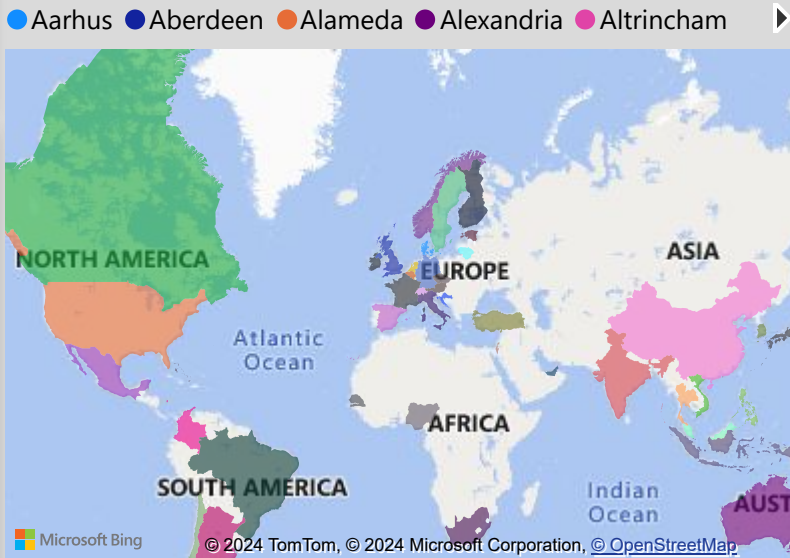 Aarhus Aberdeen Alameda Alexandria Altrincham
NORTH AMERICA
ASIA
EUROPE
Atlantic
Ocean
AFRICA
SOUTH AMERICA
Indian
Ocean
AUST
Microsoft Bing
© 2024 TomTom, © 2024 Microsoft Corporation, © OpenStreetMap